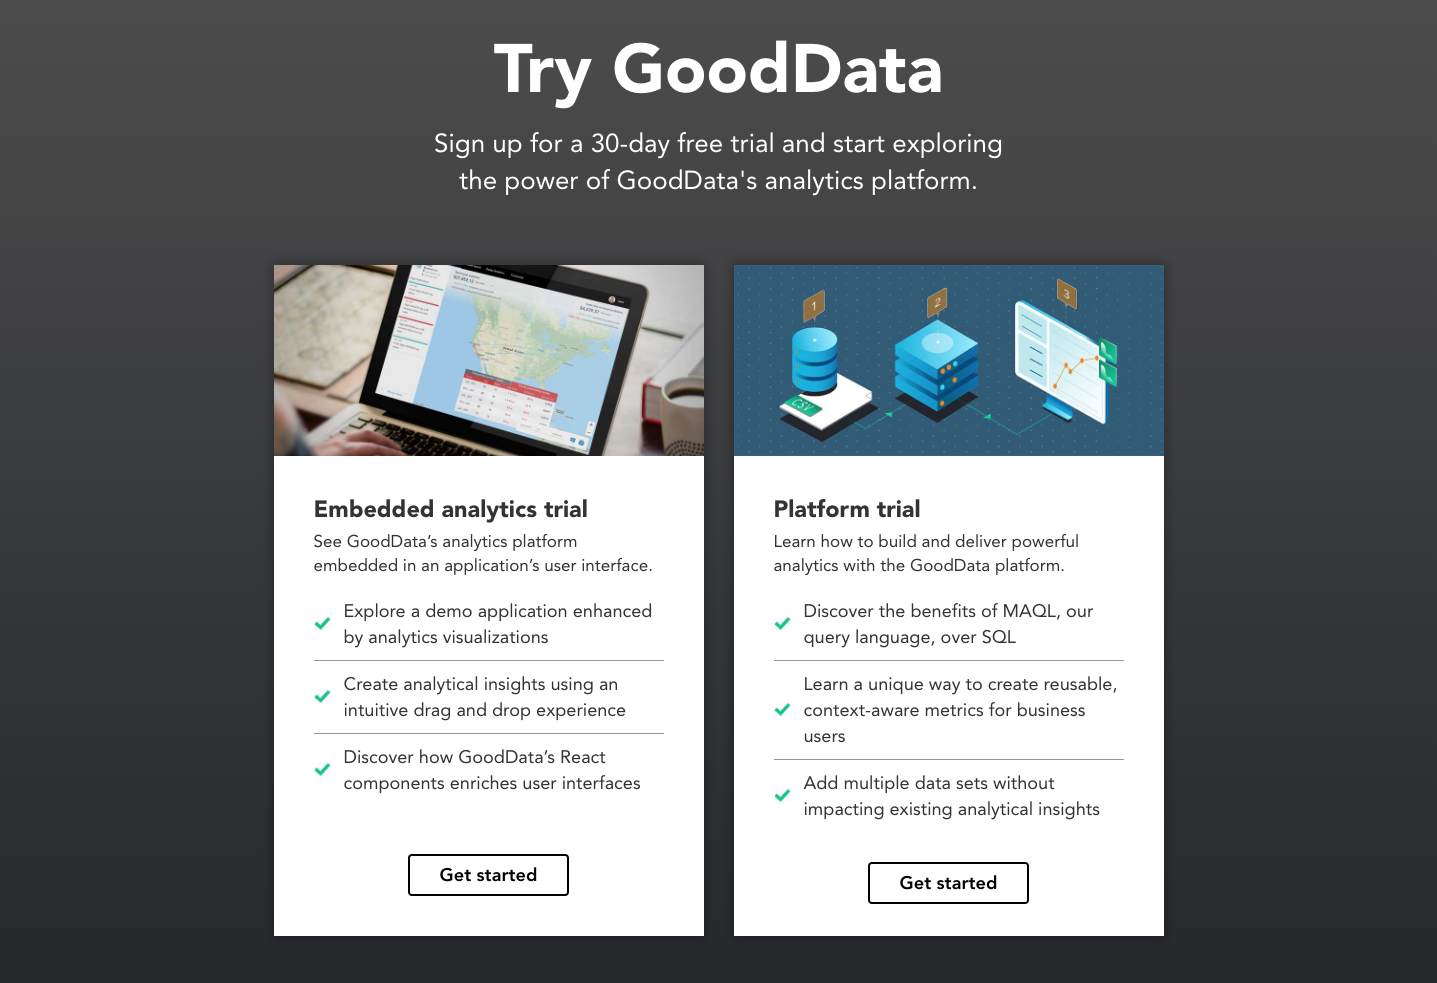 Try GoodData
Sign up for a 30-day free trial and start exploring
the power of GoodData's analytics platform.
1
2
3
CSV
Embedded analytics trial
See GoodData’s analytics platform
embedded in an application’s user interface.
Explore a demo application enhanced
by analytics visualizations
Create analytical insights using an
intuitive drag and drop experience
Discover how GoodData’s React
components enriches user interfaces
Get started
Platform trial
Learn how to build and deliver powerful
analytics with the GoodData platform.
Discover the benefits of MAQL, our
query language, over SQL
Learn a unique way to create reusable,
context-aware metrics for business
users
Add multiple data sets without
impacting existing analytical insights
Get started